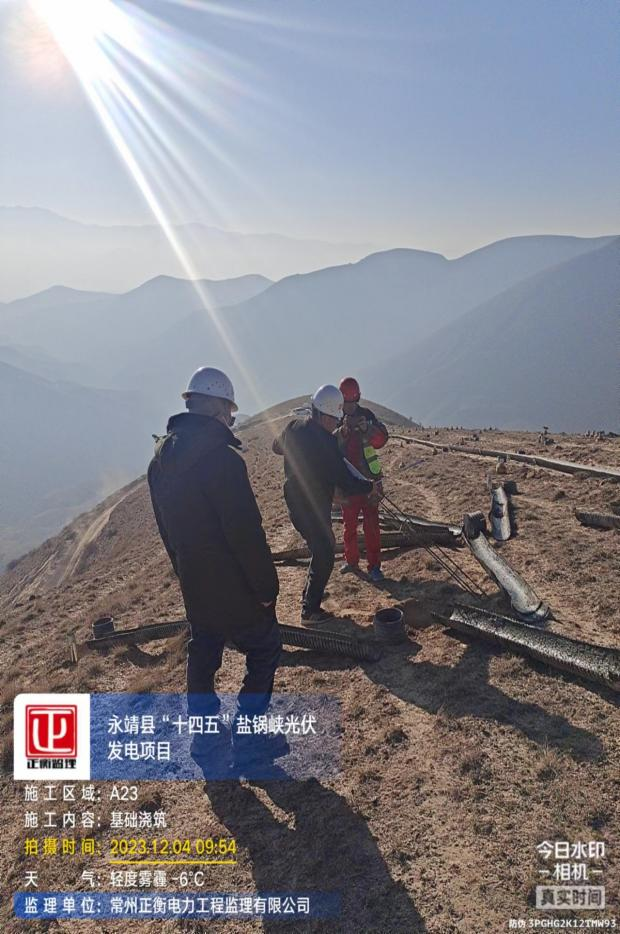 永靖县“十四五”盐锅峡光伏
发电项目
正衡监理
施工区域：A23
施工内容：基础浇筑
拍摄时间：2023.12.04 09:54
天气：轻度雾霾 -6℃
监理单位：常州正衡电力工程监理有限公司
今日水印
相机
真实时间
防伪 3PGHG2K12TMW93